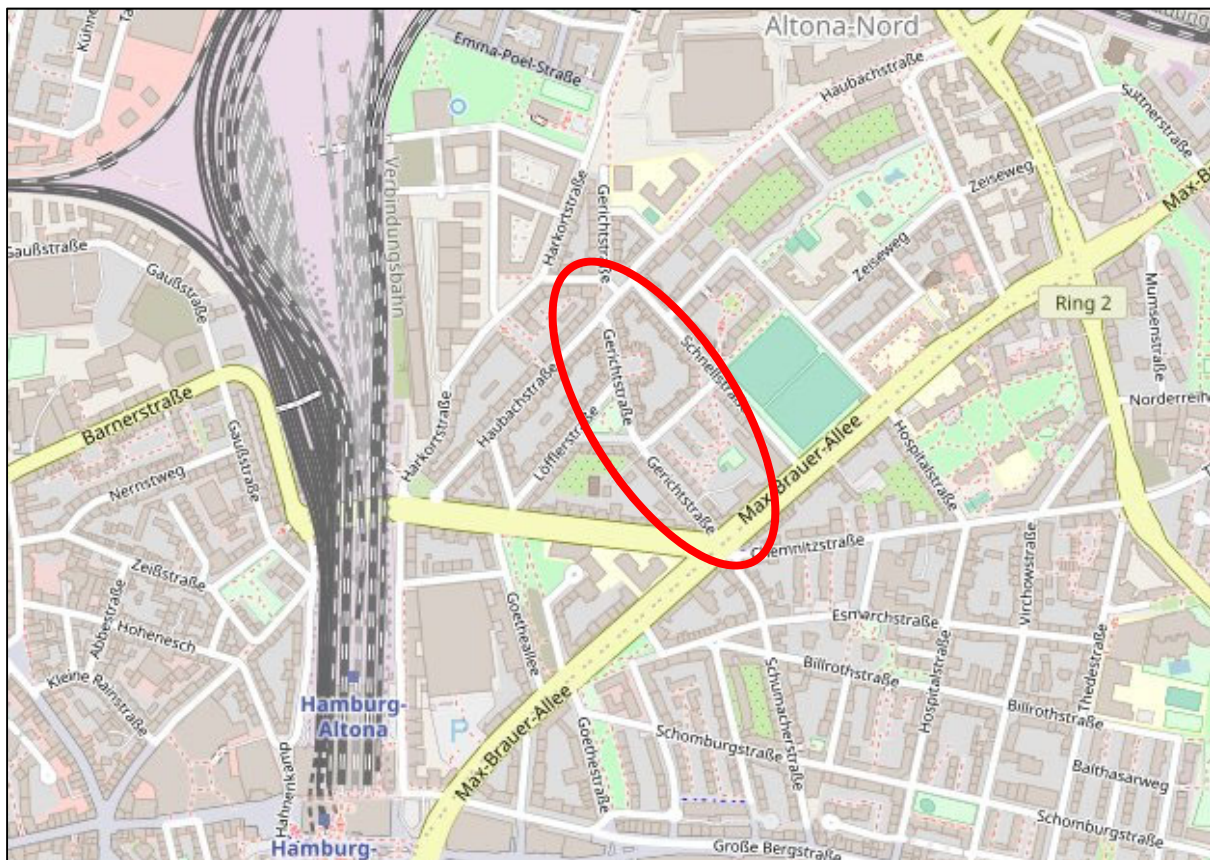 Altona-Nord
Emma-Poel-Straße
Haubachstraße
Suttnerstraße
Verbindungsbahn
Harkortstraße
Gerichtstraße
Zeiseweg
Gaußstraße
Gaußstraße
Zeiseweg
Ring 2
Mumsenstraße
Gerichtstraße
Schnellstraße
Haubachstraße
Harkortstraße
Löfflerstraße
Barnerstraße
Gaußstraße
Nernstweg
Max-Brauer-Allee
Hospitalstraße
Gerichtstraße
Chemnitzstraße
Zeißstraße
Abbestraße
Hohenesch
Kleine Rainstraße
Goetheallee
Esmarchstraße
Virchowstraße
Billrothstraße
Hospitalstraße
Thedestraße
Billrothstraße
Hamburg-
Altona
P
Max-Brauer-Allee
Goethestraße
Schomburgstraße
Schumacherstraße
Balthasarweg
Hahnenkamp
Schomburgstraße
Große Bergstraße
Hamburg-